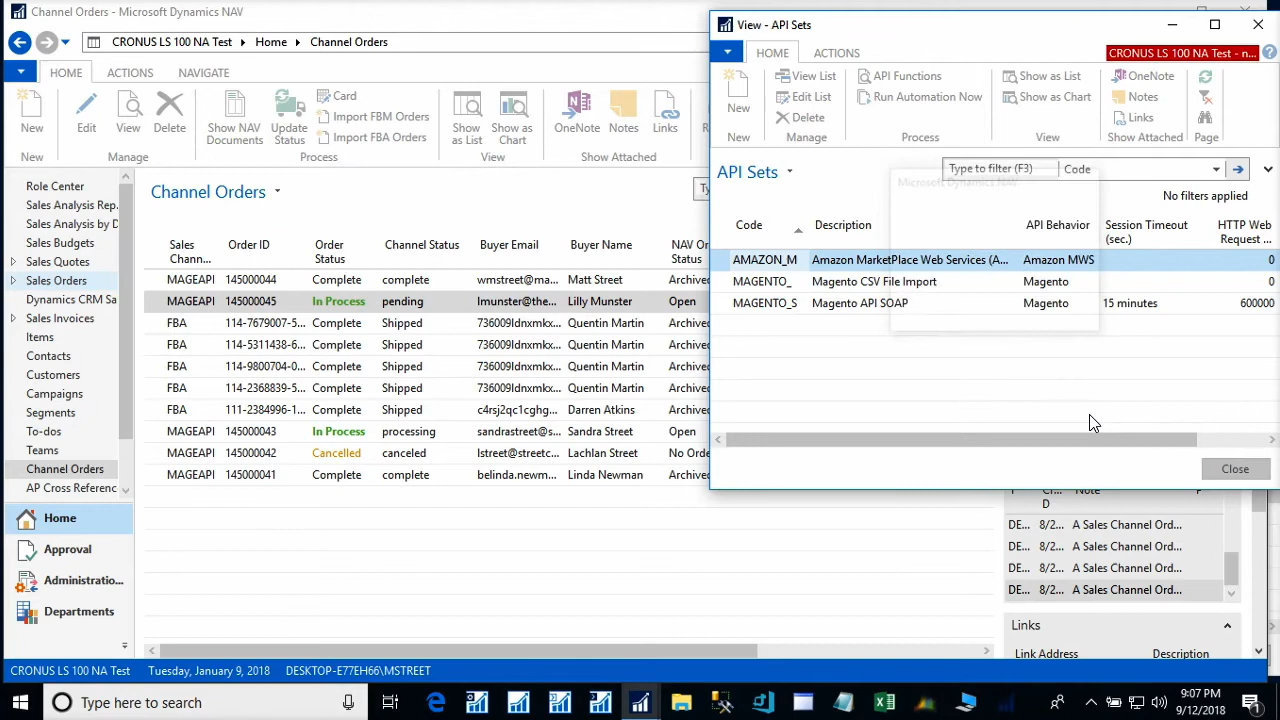 Channel Orders - Microsoft Dynamics NAV
CRONUS LS 100 NA Test
Home
Channel Orders
HOME
ACTIONS
NAVIGATE
New
Edit
View
Delete
Show NAV Documents
Update Status
Card
Import FBM Orders
Import FBA Orders
Show as List
Show as Chart
OneNote
Notes
Links
New
Manage
Process
View
Show Attached
Role Center
Sales Analysis Rep...
Sales Analysis by D
Sales Budgets
Sales Quotes
Sales Orders
Dynamics CRM Sa
Sales Invoices
Items
Contacts
Customers
Campaigns
Segments
To-dos
Teams
Channel Orders
AP Cross Referenc
Home
Approval
Administratio...
Departments
Channel Orders
Sales Chann... Order ID Order Status Channel Status Buyer Email Buyer Name NAV Or... Status
MAGEAPI 145000044 complete complete wmstreet@ma... Matt Street
MAGEAPI 145000045 In Process pending lmunster@the... Lilly Munster Open
FBA 114-7679007-5... Complete Shipped 736009ldnxmkx... Quentin Martin Archived
FBA 114-5311438-6... Complete Shipped 736009ldnxmkx... Quentin Martin Archived
FBA 114-9800704-0... Complete Shipped 736009ldnxmkx... Quentin Martin Archived
FBA 114-2368839-5... Complete Shipped 736009ldnxmkx... Quentin Martin Archived
FBA 111-2384996-1... Complete Shipped c4rsj2qc1cghg... Darren Atkins Archived
MAGEAPI 145000043 In Process processing sandrastreet@s... Sandra Street Open
MAGEAPI 145000042 Cancelled canceled lstreet@streetc... Lachlan Street No Orde
MAGEAPI 145000041 Complete complete belinda.newm... Linda Newman Archived
View - API Sets
HOME
ACTIONS
CRONUS LS 100 NA Test - n...
New
View List
Edit List
Delete
API Functions
Run Automation Now
Show as List
Show as Chart
OneNote
Notes
Links
New
Manage
Process
View
Show Attached
Page
API Sets
Type to filter (F3)
Code
Microsoft Dynamics NAV
No filters applied
Code Description API Behavior Session Timeout (sec.) HTTP Web Request ...
AMAZON_M Amazon MarketPlace Web Services (A... Amazon MWS 0
MAGENTO_ Magento CSV File Import Magento 0
MAGENTO_S Magento API SOAP Magento 15 minutes 600000
Close
Note
D
DE... 8/2... A Sales Channel Ord...
DE... 8/2... A Sales Channel Ord...
DE... 8/2... A Sales Channel Ord...
DE... 8/2... A Sales Channel Ord...
Links
Link Address Description
CRONUS LS 100 NA Test
Tuesday, January 9, 2018
DESKTOP-E77EH66\MSTREET
Type here to search
9:07 PM
9/12/2018
1